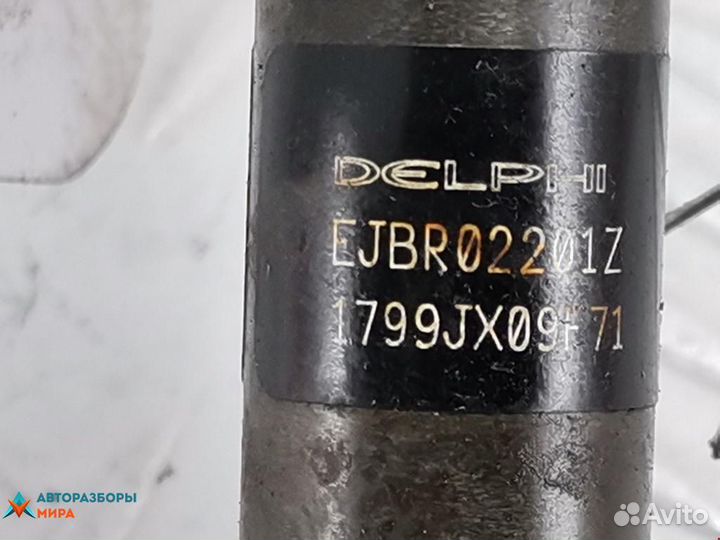 DELPHI
EJBR02201Z
1799JX09F71
АВТОРАЗБОРЫ
МИРА
Avito